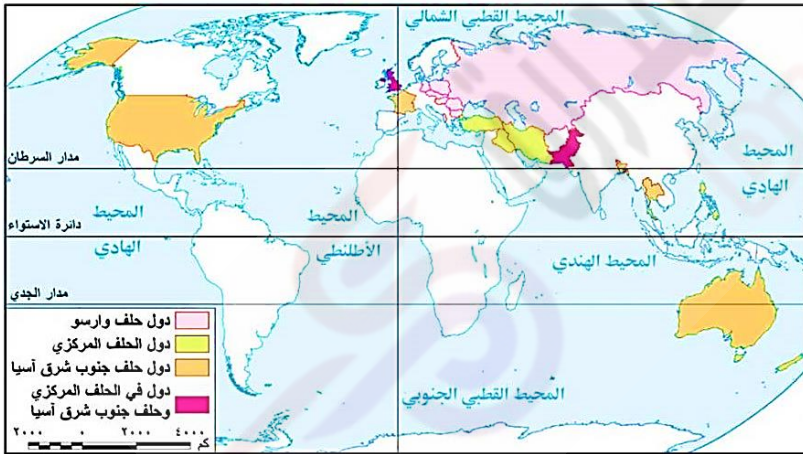 المحيط القطبي الشمالي
مدار السرطان
المحيط
الهادي
دائرة الاستواء
المحيط
الهادي
المحيط
الأطلنطي
المحيط الهندي
مدار الجدي
المحيط القطبي الجنوبي
دول حلف وارسو
دول الحلف المركزي
دول حلف جنوب شرق آسيا
دول في الحلف المركزي
وحلف جنوب شرق آسيا
٢٠٠٠ ٠ ٢٠٠٠ ٤٠٠٠
كم